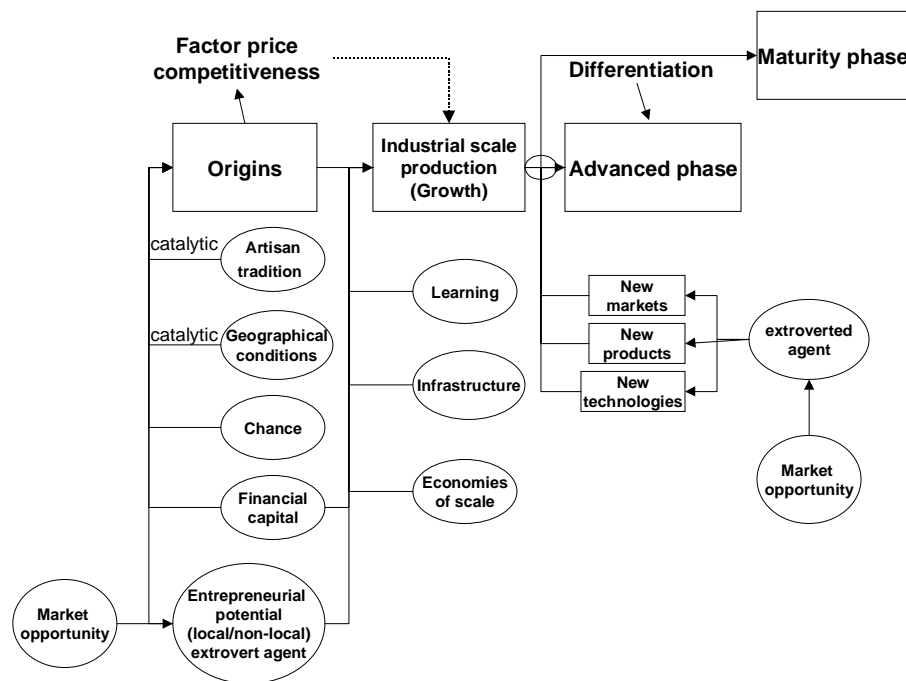 Factor price
competitiveness
Differentiation
Maturity phase
Origins
Industrial scale
production
(Growth)
Advanced phase
catalytic
Artisan
tradition
catalytic
Geographical
conditions
Chance
Financial
capital
Market
opportunity
Entrepreneurial
potential
(local/non-local)
extrovert agent
Learning
Infrastructure
Economies
of scale
New
markets
New
products
New
technologies
extroverted
agent
Market
opportunity